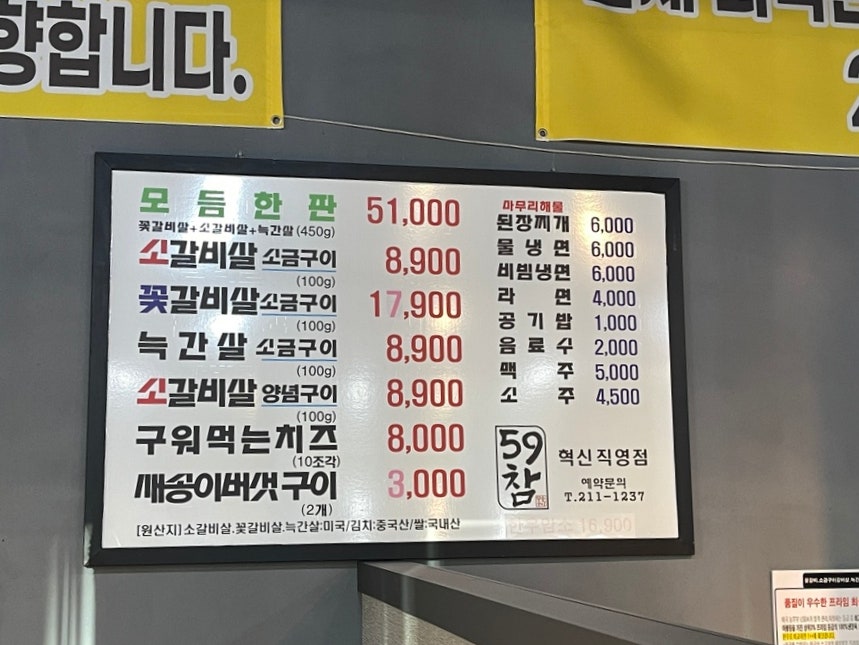 향합니다.
모듬한판 51,000
꽃갈비살+소갈비살+늑간살(450g)
소갈비살 소금구이 8,900
(100g)
꽃갈비살소금구이 17,900
(100g)
늑간살 소금구이 8,900
(100g)
소갈비살 양념구이 8,900
(100g)
구워먹는치즈 8,000
(10조각)
새송이버섯구이 3,000
(2개)
[원산지]소갈비살.꽃갈비살.늑간살:미국/김치:중국산/쌀:국내산
마무리해물
된장찌개 6,000
물냉면 6,000
비빔냉면 6,000
라면 4,000
공기밥 1,000
음료수 2,000
맥주 5,000
소주 4,500
59
참
혁신직영점
예약문의
T.211-1237
16,900
품질이 우수한 프라임